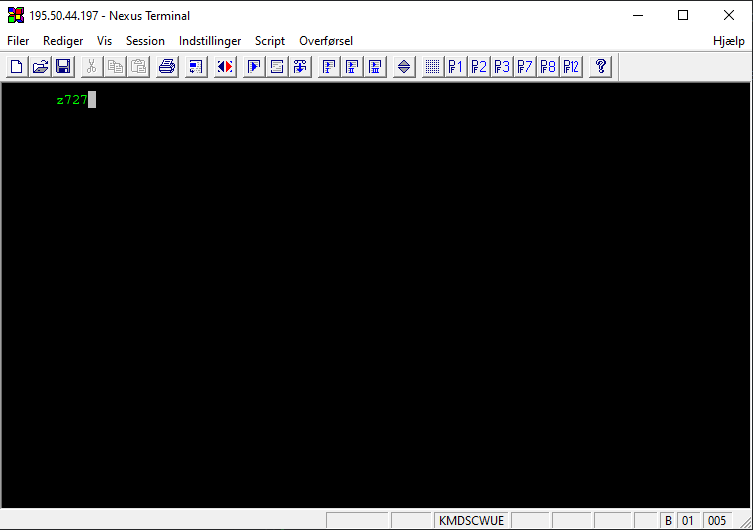 195.50.44.197 - Nexus Terminal
Filer Rediger Vis Session Indstillinger Script Overførsel Hjælp
P1 P2 P3 P7 P8 P12 ?
z727
KMDSCWUE B 01 005